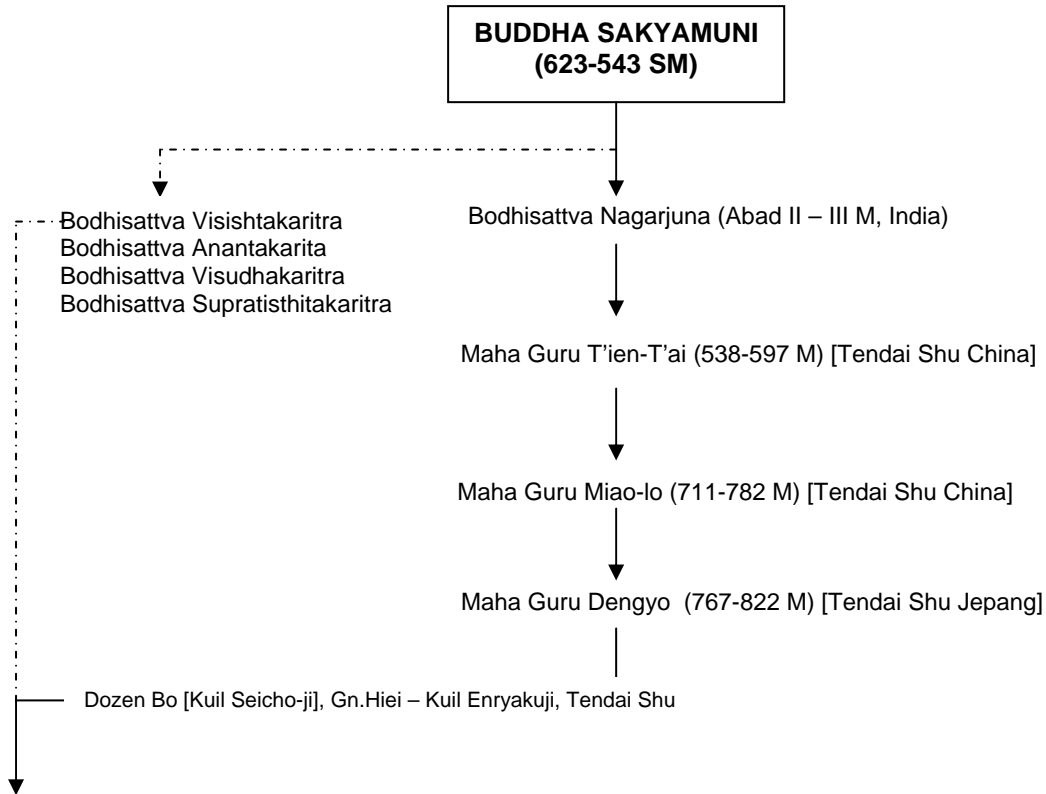 BUDDHA SAKYAMUNI
(623-543 SM)
Bodhisattva Visishtakaritra
Bodhisattva Anantakarita
Bodhisattva Visudhakaritra
Bodhisattva Supratisthitakaritra
Bodhisattva Nagarjuna (Abad II – III M, India)
Maha Guru T’ien-T’ai (538-597 M) [Tendai Shu China]
Maha Guru Miao-lo (711-782 M) [Tendai Shu China]
Maha Guru Dengyo (767-822 M) [Tendai Shu Jepang]
Dozen Bo [Kuil Seicho-ji], Gn.Hiei – Kuil Enryakuji, Tendai Shu